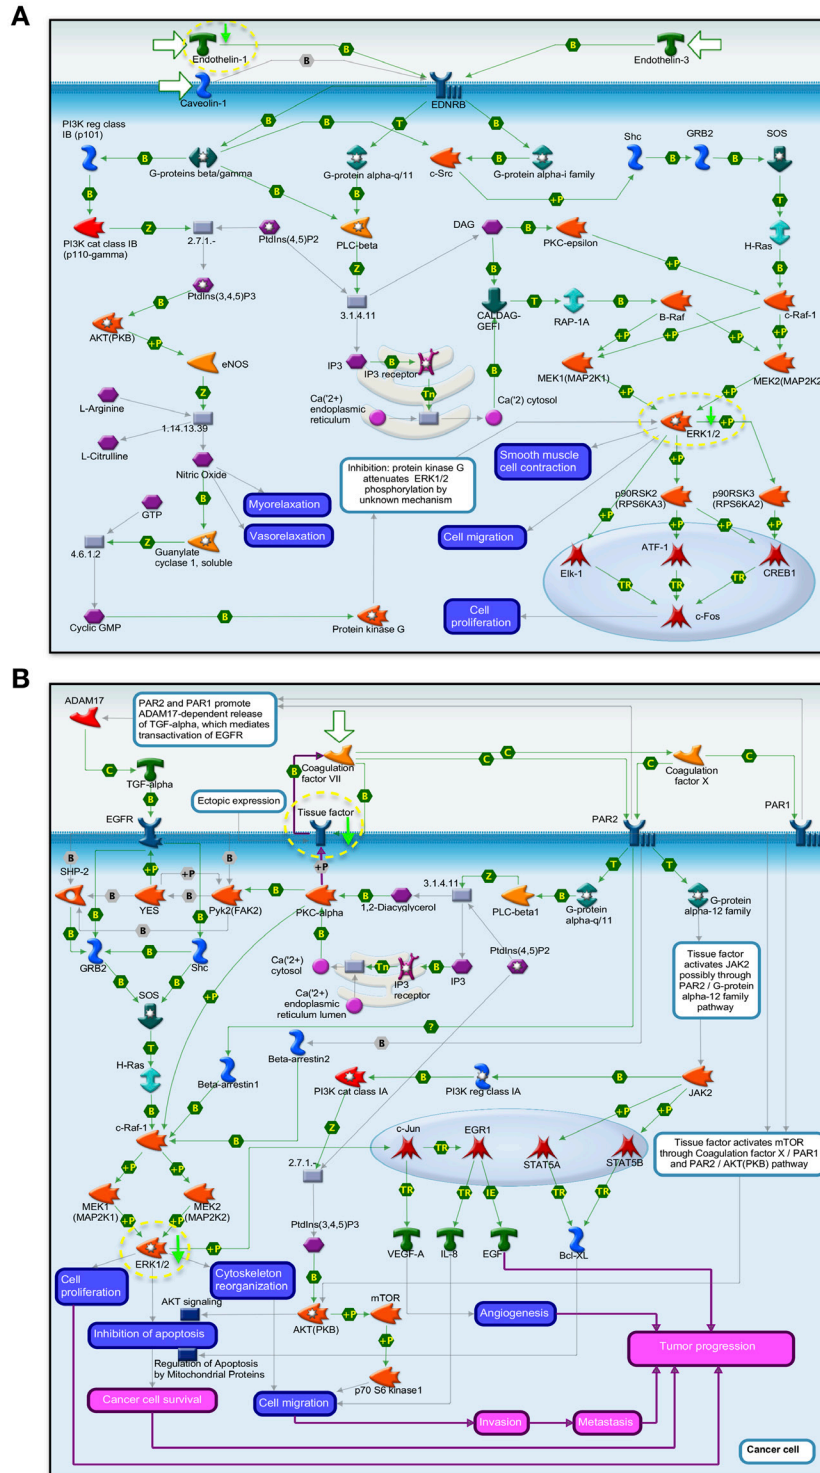 A
Endothelin-1
B
B
Endothelin-3
B
Caveolin-1
EDNRB
PI3K reg class
IB (p101)
B
B
T
B
Shc
GRB2
SOS
B
B
B
B
G-proteins beta/gamma
G-protein alpha-q/11
c-Src
G-protein alpha-i family
+P
T
B
B
B
Z
PI3K cat class IB
(p110-gamma)
2.7.1.-
PtdIns(4,5)P2
PLC-beta
DAG
B
PKC-epsilon
H-Ras
Z
B
+P
B
PtdIns(3,4,5)P3
3.1.4.11
CALDAG-
GEFI
T
RAP-1A
B
B-Raf
c-Raf-1
B
AKT(PKB)
+P
+P
+P
+P
+P
eNOS
IP3
B
IP3 receptor
B
MEK1(MAP2K1)
MEK2(MAP2K2)
Z
Tn
+P
+P
L-Arginine
Ca('2+)
endoplasmic
reticulum
Ca('2) cytosol
1.14.13.39
L-Citrulline
ERK1/2
+P
Nitric Oxide
Inhibition: protein kinase G
attenuates ERK1/2
phosphorylation by
unknown mechanism
Smooth muscle
cell contraction
+P
B
Myorelaxation
p90RSK2
(RPS6KA3)
p90RSK3
(RPS6KA2)
GTP
Vasorelaxation
Cell migration
+P
+P
+P
+P
Z
4.6.1.2
Guanylate
cyclase 1, soluble
Elk-1
ATF-1
CREB1
TR
TR
TR
Cell
proliferation
c-Fos
B
Cyclic GMP
Protein kinase G
B
ADAM17
PAR2 and PAR1 promote
ADAM17-dependent release
of TGF-alpha, which mediates
transactivation of EGFR
C
C
C
C
C
TGF-alpha
B
Coagulation
factor VII
B
B
Coagulation
factor X
Ectopic expression
Tissue factor
EGFR
PAR2
PAR1
B
+P
+P
B
+P
T
T
SHP-2
B
B
B
3.1.4.11
Z
YES
Pyk2(FAK2)
PKC-alpha
B
1,2-Diacyglycerol
PLC-beta1
B
G-protein
alpha-q/11
G-protein
alpha-12 family
B
B
B
B
B
B
GRB2
Shc
Ca('2+)
cytosol
Tn
B
IP3
receptor
IP3
PtdIns(4,5)P2
Tissue factor
activates JAK2
possibly through
PAR2 / G-protein
alpha-12 family
pathway
B
B
+P
SOS
Ca('2+)
endoplasmic
reticulum lumen
T
?
B
H-Ras
Beta-arrestin1
Beta-arrestin2
B
B
PI3K cat class IA
B
PI3K reg class IA
B
JAK2
c-Raf-1
B
Z
c-Jun
TR
EGR1
+P
+P
+P
+P
STAT5A
STAT5B
Tissue factor activates mTOR
through Coagulation factor X / PAR1
and PAR2 / AKT(PKB) pathway
2.7.1.-
MEK1
(MAP2K1)
MEK2
(MAP2K2)
TR
TR
IE
TR
TR
+P
+P
PtdIns(3,4,5)P3
+P
ERK1/2
VEGF-A
IL-8
EGF
Bcl-XL
Cell
proliferation
Cytoskeleton
reorganization
B
AKT signaling
mTOR
Angiogenesis
Inhibition of apoptosis
AKT(PKB)
+P
+P
Tumor progression
Regulation of Apoptosis
by Mitochondrial Proteins
p70 S6 kinase1
Cancer cell survival
Cell migration
Invasion
Metastasis
Cancer cell